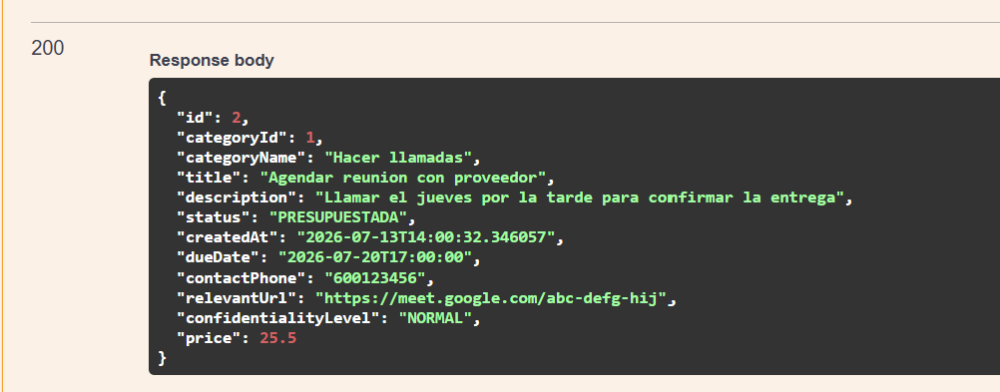 200
Response body
{
  "id": 2,
  "categoryId": 1,
  "categoryName": "Hacer llamadas",
  "title": "Agendar reunion con proveedor",
  "description": "Llamar el jueves por la tarde para confirmar la entrega",
  "status": "PRESUPUESTADA",
  "createdAt": "2026-07-13T14:00:32.346057",
  "dueDate": "2026-07-20T17:00:00",
  "contactPhone": "600123456",
  "relevantUrl": "https://meet.google.com/abc-defg-hij",
  "confidentialityLevel": "NORMAL",
  "price": 25.5
}